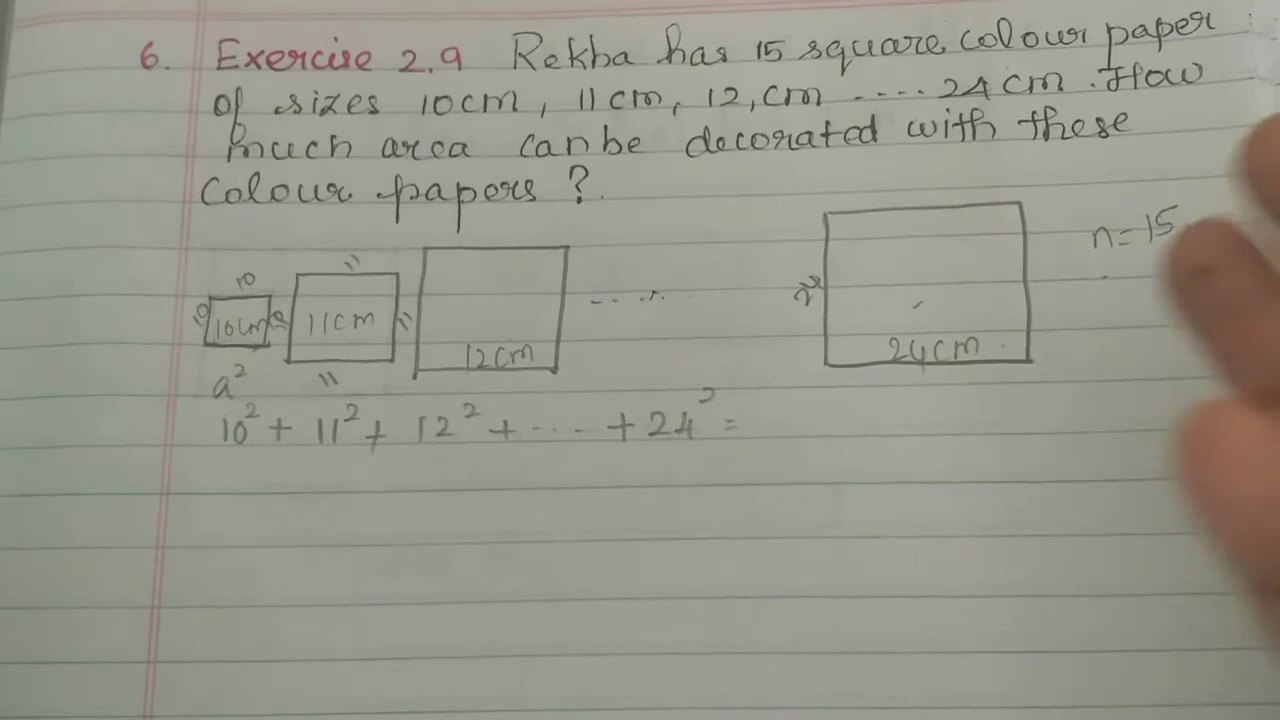 6. Exercise 2.9 Rekha has 15 square colour paper
of sizes 10cm, 11cm, 12,cm ---- 24cm. How
much area can be decorated with these
colour papers ?
n=15
10
10cm 11cm 12cm ----- 24cm
a²
10² + 11² + 12² + --- + 24² =